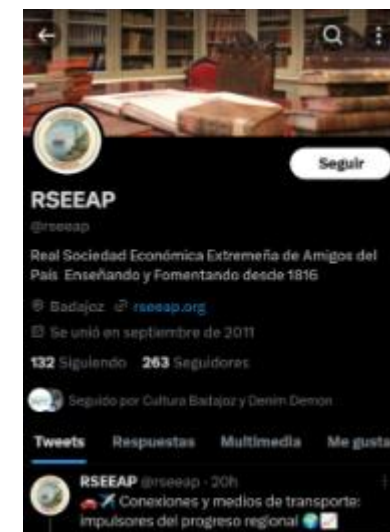 Seguir
RSEEAP
@rseeap
Real Sociedad Económica Extremeña de Amigos del
País Enseñando y Fomentando desde 1816
Badajoz rseeap.org
Se unió en septiembre de 2011
132 Siguiendo 263 Seguidores
Seguido por Cultura Badajoz y Denim Demon
Tweets Respuestas Multimedia Me gusta
RSEEAP @rseeap · 20h
🚗✈️ Conexiones y medios de transporte:
impulsores del progreso regional 🌍📈